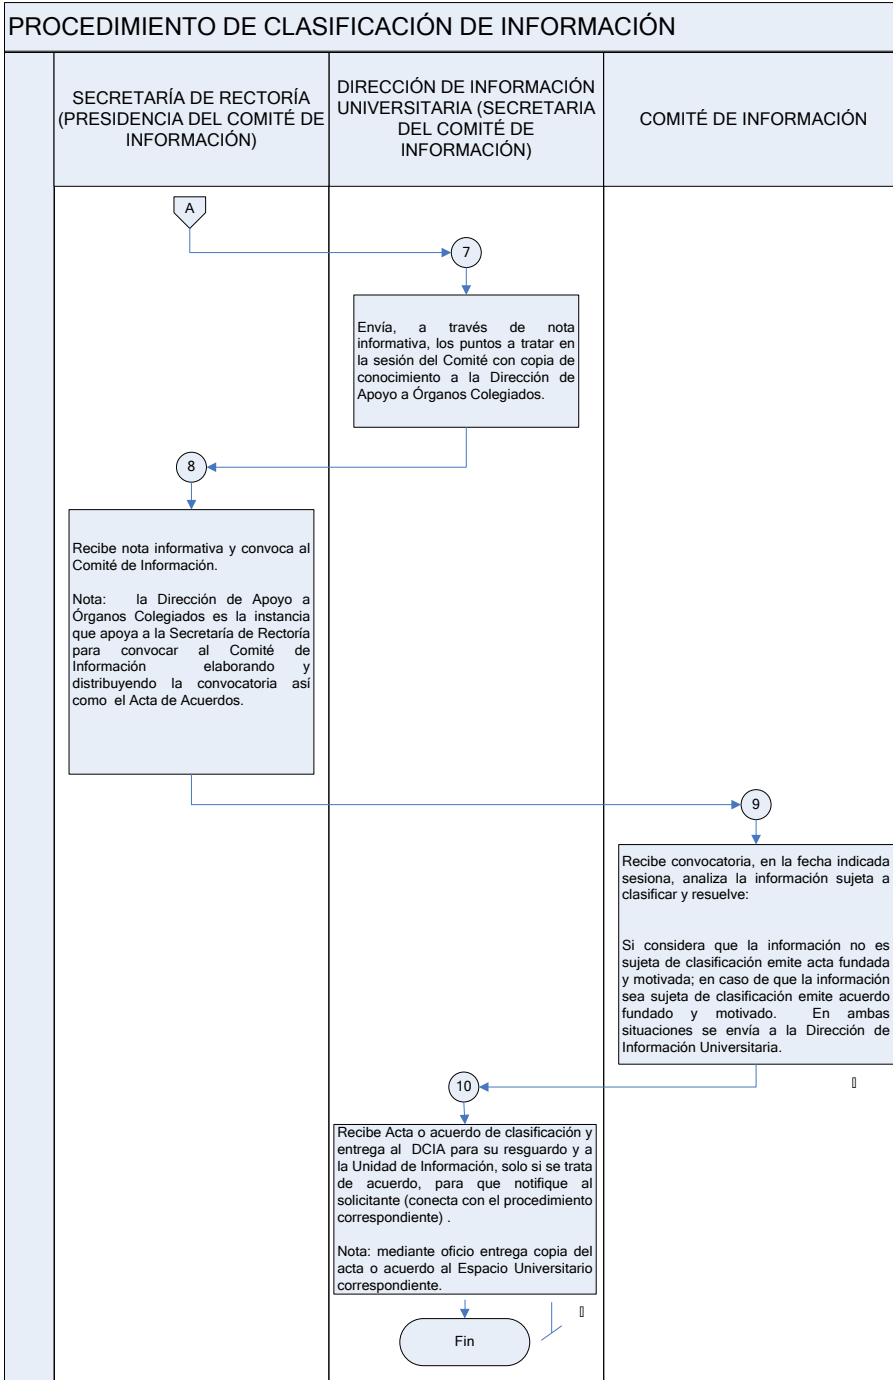 PROCEDIMIENTO DE CLASIFICACIÓN DE INFORMACIÓN
SECRETARÍA DE RECTORÍA
(PRESIDENCIA DEL COMITÉ DE
INFORMACIÓN)
DIRECCIÓN DE INFORMACIÓN
UNIVERSITARIA (SECRETARIA
DEL COMITÉ DE
INFORMACIÓN)
COMITÉ DE INFORMACIÓN
A
7
Envía, a través de nota
informativa, los puntos a tratar en
la sesión del Comité con copia de
conocimiento a la Dirección de
Apoyo a Órganos Colegiados.
8
Recibe nota informativa y convoca al
Comité de Información.
Nota: la Dirección de Apoyo a
Órganos Colegiados es la instancia
que apoya a la Secretaría de Rectoría
para convocar al Comité de
Información elaborando y
distribuyendo la convocatoria así
como el Acta de Acuerdos.
9
Recibe convocatoria, en la fecha indicada
sesiona, analiza la información sujeta a
clasificar y resuelve:
Si considera que la información no es
sujeta de clasificación emite acta fundada
y motivada; en caso de que la información
sea sujeta de clasificación emite acuerdo
fundado y motivado. En ambas
situaciones se envía a la Dirección de
Información Universitaria.
10
Recibe Acta o acuerdo de clasificación y
entrega al DCIA para su resguardo y a
la Unidad de Información, solo si se trata
de acuerdo, para que notifique al
solicitante (conecta con el procedimiento
correspondiente) .
Nota: mediante oficio entrega copia del
acta o acuerdo al Espacio Universitario
correspondiente.
Fin